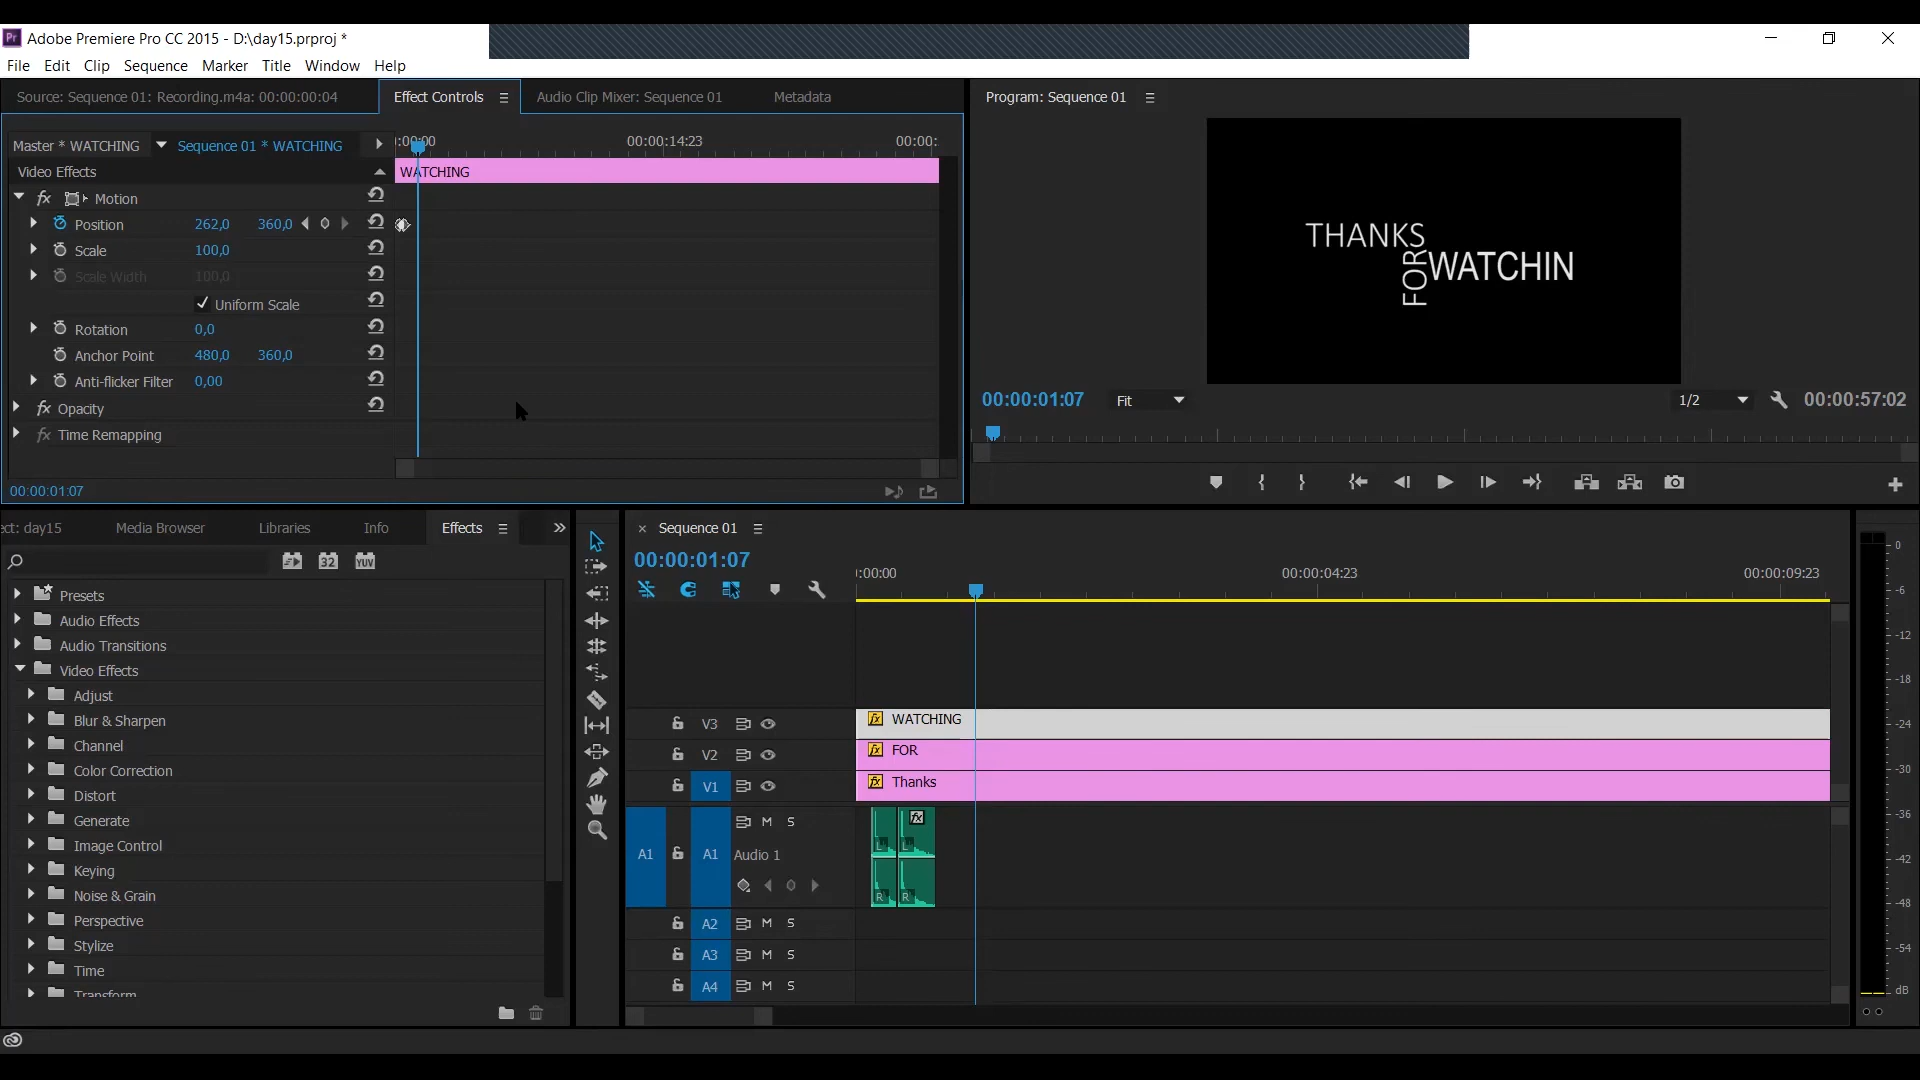 Pr Adobe Premiere Pro CC 2015 - D:\day15.prproj *
File Edit Clip Sequence Marker Title Window Help
Source: Sequence 01: Recording.m4a: 00:00:00:04 Effect Controls Audio Clip Mixer: Sequence 01 Metadata
Master * WATCHING Sequence 01 * WATCHING
:00:00 00:00:14:23 00:00:
Video Effects
WATCHING
fx Motion
Position 262,0 360,0
Scale 100,0
Scale Width 100,0
Uniform Scale
Rotation 0,0
Anchor Point 480,0 360,0
Anti-flicker Filter 0,00
fx Opacity
fx Time Remapping
00:00:01:07
Program: Sequence 01
THANKS
FOR
WATCHIN
00:00:01:07 Fit 1/2 00:00:57:02
ect: day15 Media Browser Libraries Info Effects
32 YUV
Presets
Audio Effects
Audio Transitions
Video Effects
Adjust
Blur & Sharpen
Channel
Color Correction
Distort
Generate
Image Control
Keying
Noise & Grain
Perspective
Stylize
Time
Transform
× Sequence 01
00:00:01:07
:00:00 00:00:04:23 00:00:09:23
V3 fx WATCHING
V2 fx FOR
V1 fx Thanks
M S fx
A1 A1 Audio 1
L L
R R
A2 M S
A3 M S
A4 M S
0
-6
-12
-18
-24
-30
-36
-42
-48
-54
dB